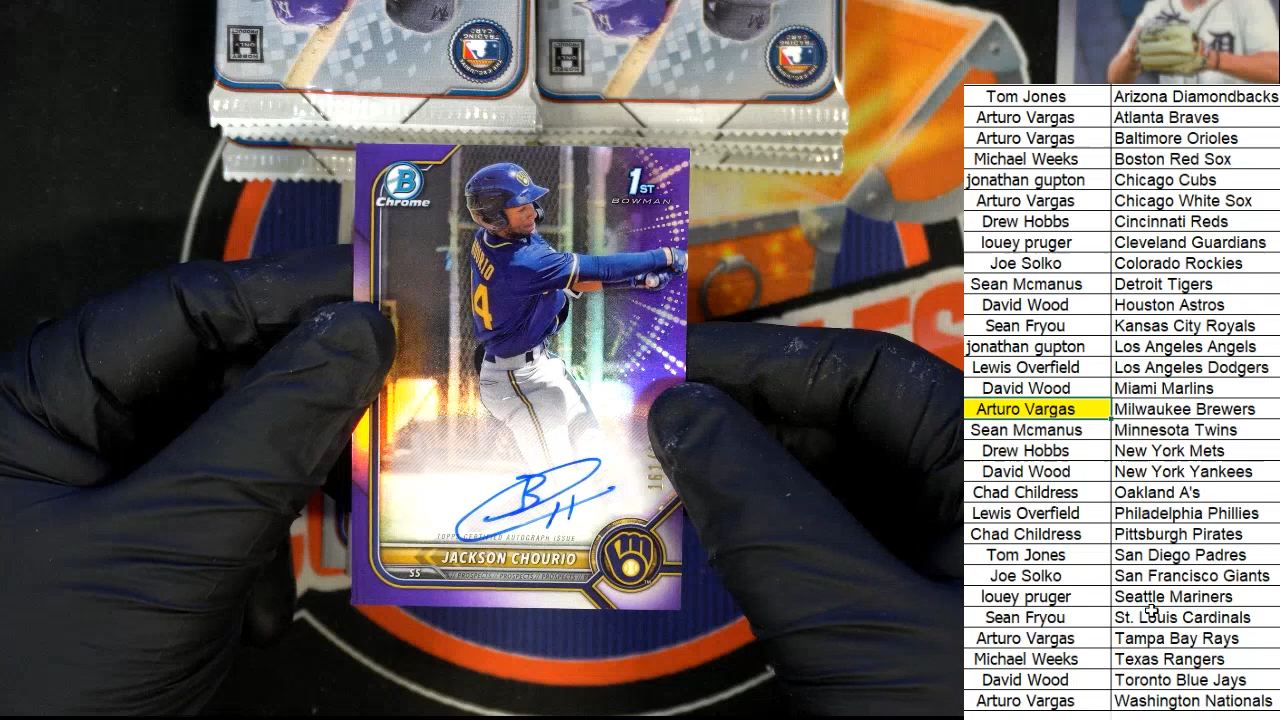 B
Chrome
1ST
BOWMAN
TOPPS CERTIFIED AUTOGRAPH ISSUE
JACKSON CHOURIO
SS
// PROSPECTS // PROSPECTS // PROSPECTS //
Tom Jones Arizona Diamondbacks
Arturo Vargas Atlanta Braves
Arturo Vargas Baltimore Orioles
Michael Weeks Boston Red Sox
jonathan gupton Chicago Cubs
Arturo Vargas Chicago White Sox
Drew Hobbs Cincinnati Reds
louey pruger Cleveland Guardians
Joe Solko Colorado Rockies
Sean Mcmanus Detroit Tigers
David Wood Houston Astros
Sean Fryou Kansas City Royals
jonathan gupton Los Angeles Angels
Lewis Overfield Los Angeles Dodgers
David Wood Miami Marlins
Arturo Vargas Milwaukee Brewers
Sean Mcmanus Minnesota Twins
Drew Hobbs New York Mets
David Wood New York Yankees
Chad Childress Oakland A's
Lewis Overfield Philadelphia Phillies
Chad Childress Pittsburgh Pirates
Tom Jones San Diego Padres
Joe Solko San Francisco Giants
louey pruger Seattle Mariners
Sean Fryou St. Louis Cardinals
Arturo Vargas Tampa Bay Rays
Michael Weeks Texas Rangers
David Wood Toronto Blue Jays
Arturo Vargas Washington Nationals